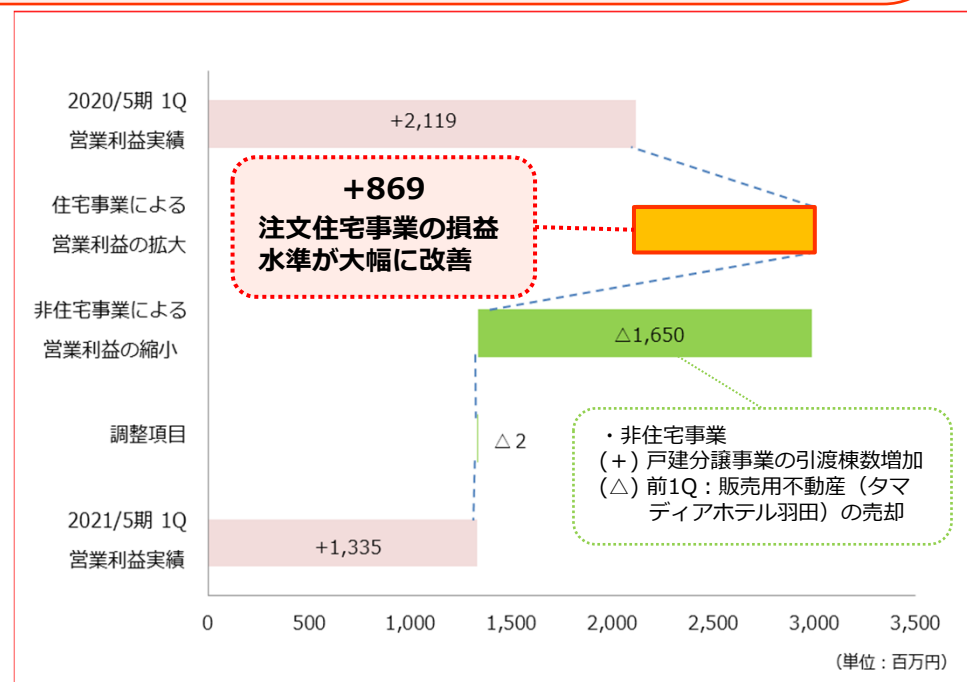 2020/5期 1Q
営業利益実績
+2,119
住宅事業による
営業利益の拡大
+869
注文住宅事業の損益
水準が大幅に改善
非住宅事業による
営業利益の縮小
△1,650
・非住宅事業
(+) 戸建分譲事業の引渡棟数増加
(△) 前1Q:販売用不動産(タマ
ディアホテル羽田)の売却
調整項目
△ 2
2021/5期 1Q
営業利益実績
+1,335
0 500 1,000 1,500 2,000 2,500 3,000 3,500
(単位:百万円)